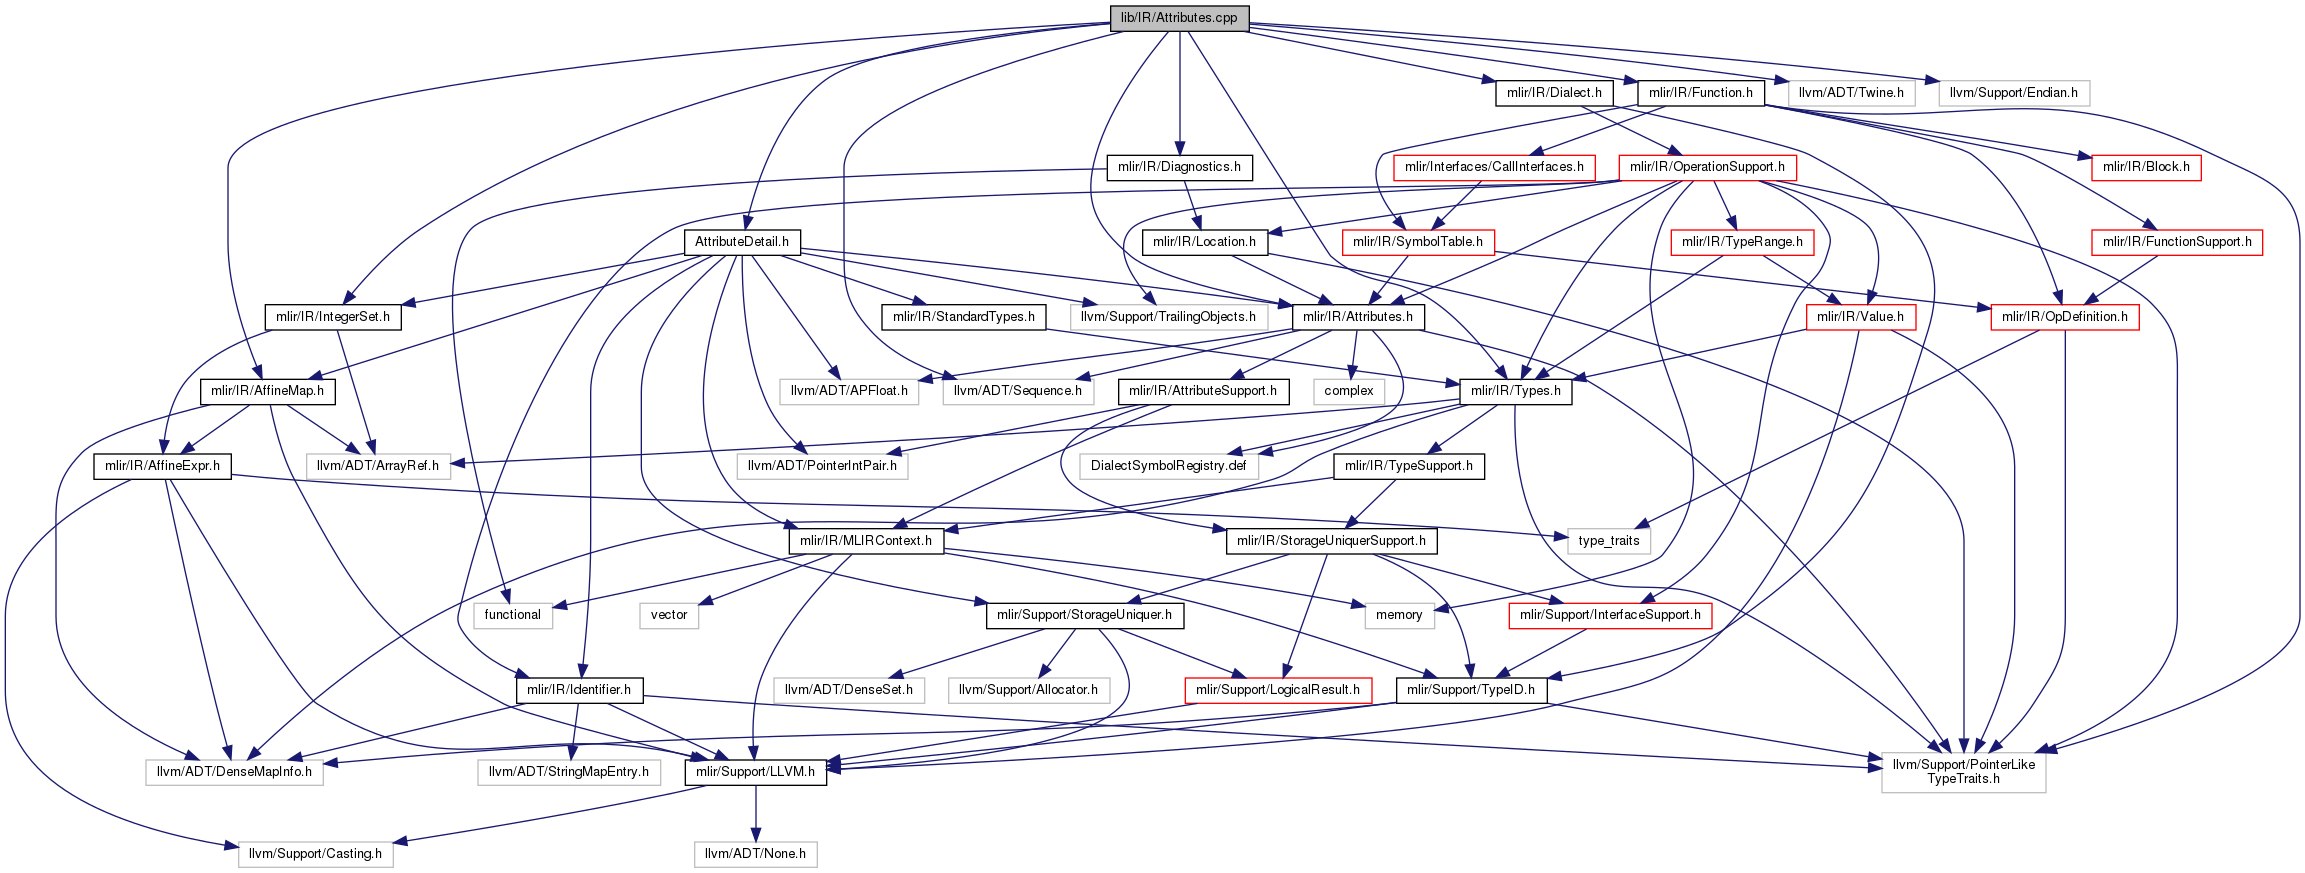 lib/IR/Attributes.cpp
mlir/IR/Dialect.h
mlir/IR/Function.h
llvm/ADT/Twine.h
llvm/Support/Endian.h
mlir/IR/Diagnostics.h
mlir/Interfaces/CallInterfaces.h
mlir/IR/OperationSupport.h
mlir/IR/Block.h
AttributeDetail.h
mlir/IR/Location.h
mlir/IR/SymbolTable.h
mlir/IR/TypeRange.h
mlir/IR/FunctionSupport.h
mlir/IR/IntegerSet.h
mlir/IR/StandardTypes.h
llvm/Support/TrailingObjects.h
mlir/IR/Attributes.h
mlir/IR/Value.h
mlir/IR/OpDefinition.h
mlir/IR/AffineMap.h
llvm/ADT/APFloat.h
llvm/ADT/Sequence.h
mlir/IR/AttributeSupport.h
complex
mlir/IR/Types.h
mlir/IR/AffineExpr.h
llvm/ADT/ArrayRef.h
llvm/ADT/PointerIntPair.h
DialectSymbolRegistry.def
mlir/IR/TypeSupport.h
mlir/IR/MLIRContext.h
mlir/IR/StorageUniquerSupport.h
type_traits
functional
vector
mlir/Support/StorageUniquer.h
memory
mlir/Support/InterfaceSupport.h
mlir/IR/Identifier.h
llvm/ADT/DenseSet.h
llvm/Support/Allocator.h
mlir/Support/LogicalResult.h
mlir/Support/TypeID.h
llvm/ADT/DenseMapInfo.h
llvm/ADT/StringMapEntry.h
mlir/Support/LLVM.h
llvm/Support/PointerLike
TypeTraits.h
llvm/Support/Casting.h
llvm/ADT/None.h